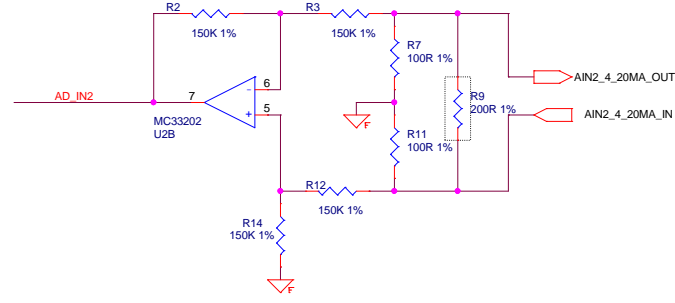 R2
150K 1%
R3
150K 1%
R7
100R 1%
AD_IN2
7
6
-
5
+
MC33202
U2B
F
R9
200R 1%
AIN2_4_20MA_OUT
AIN2_4_20MA_IN
R11
100R 1%
R12
150K 1%
R14
150K 1%
F